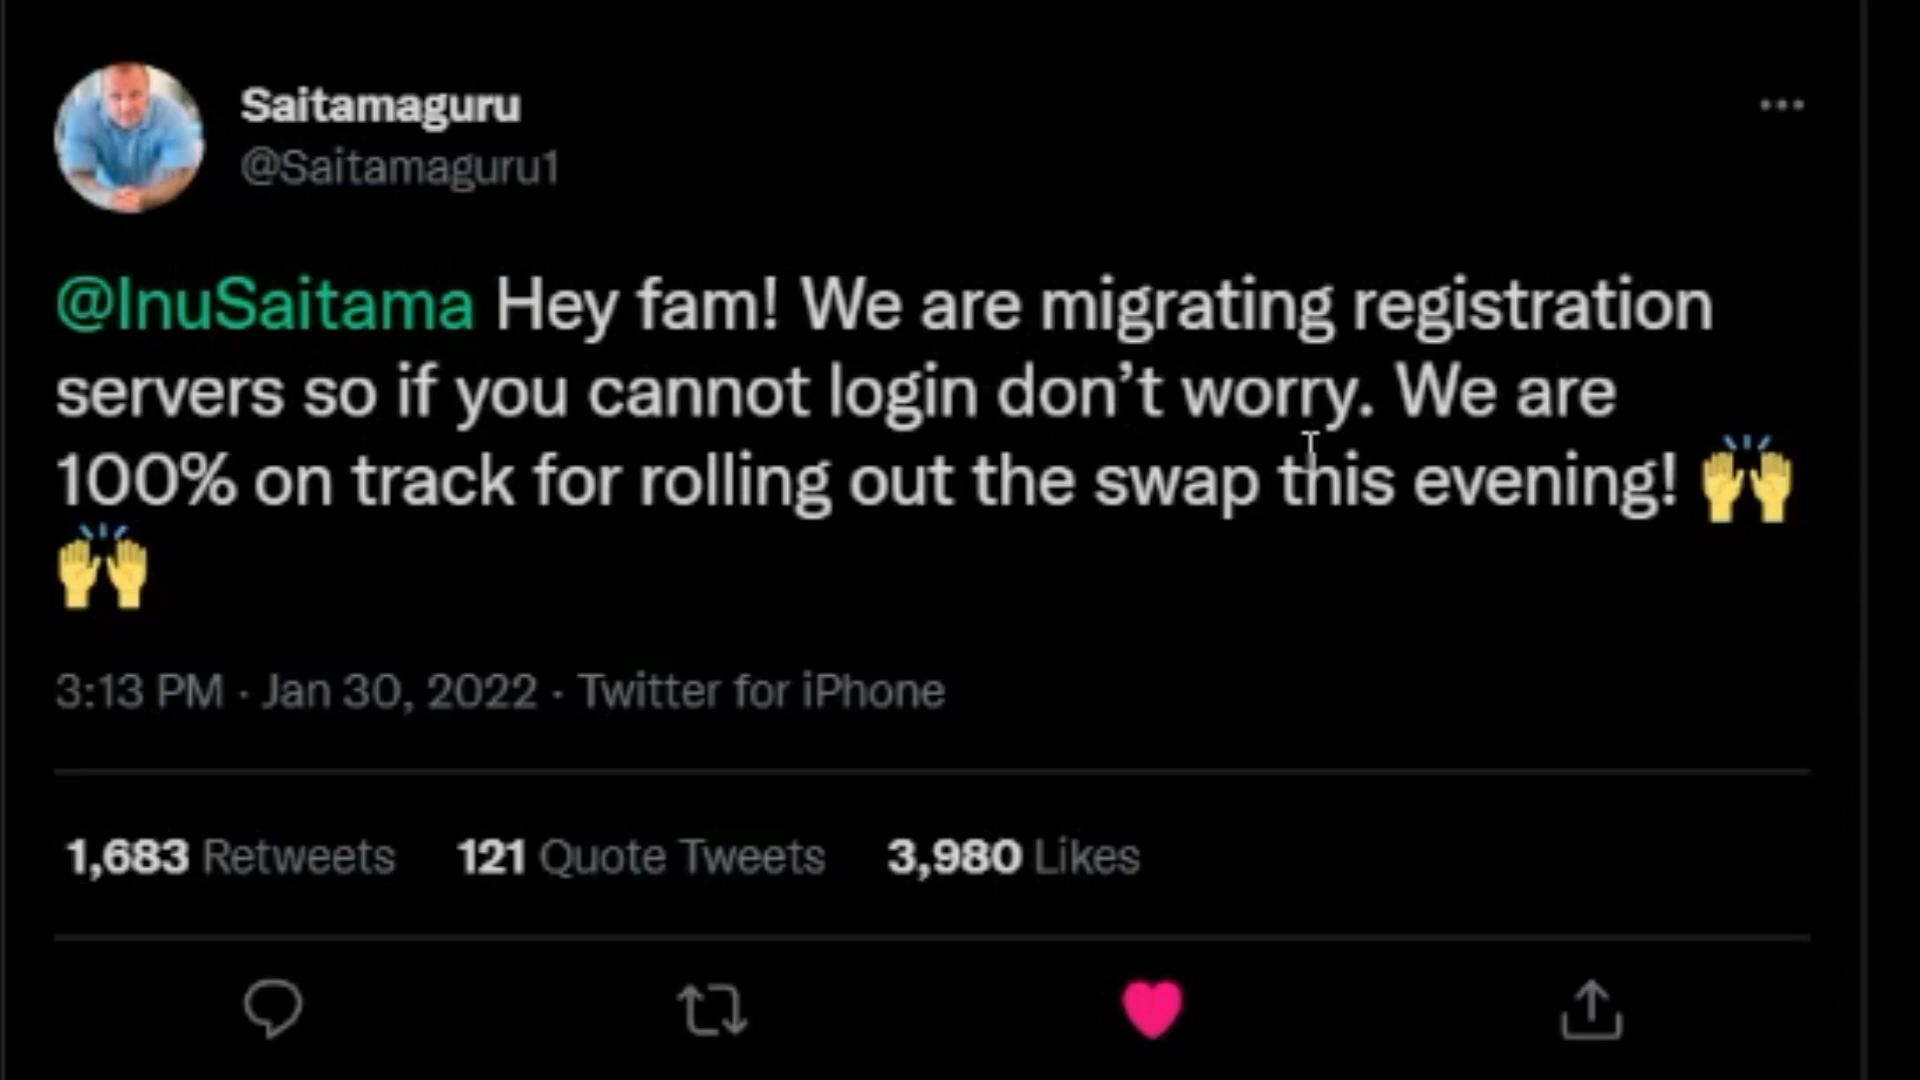 Saitamaguru
@Saitamaguru1
@InuSaitama Hey fam! We are migrating registration
servers so if you cannot login don’t worry. We are
100% on track for rolling out the swap this evening! 🙌
🙌
3:13 PM · Jan 30, 2022 · Twitter for iPhone
1,683 Retweets 121 Quote Tweets 3,980 Likes